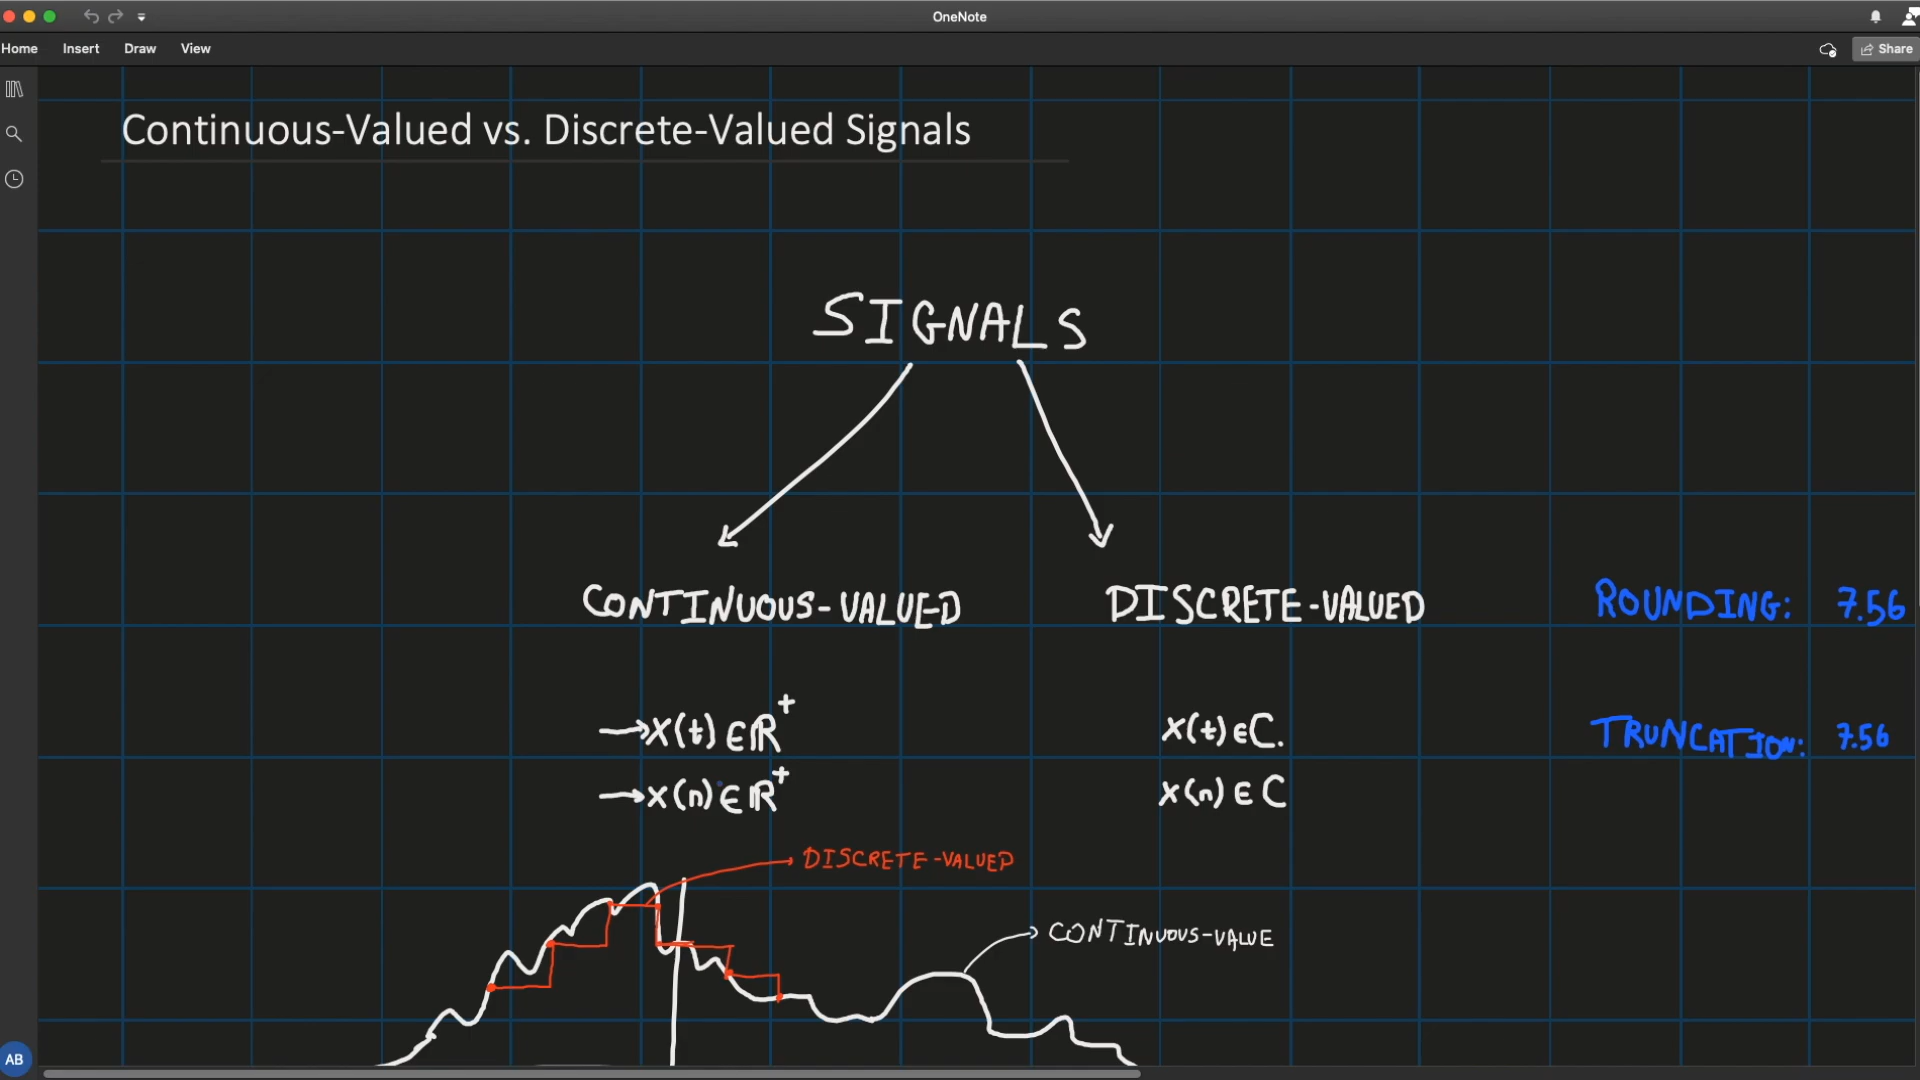 OneNote
Home Insert Draw View
Share
Continuous-Valued vs. Discrete-Valued Signals
SIGNALS
CONTINUOUS-VALUED DISCRETE-VALUED ROUNDING: 7.56
→x(t)∈ℝ⁺ x(t)∈C. TRUNCATION: 7.56
→x(n)∈ℝ⁺ x(n)∈C
DISCRETE-VALUED
CONTINUOUS-VALUE
AB